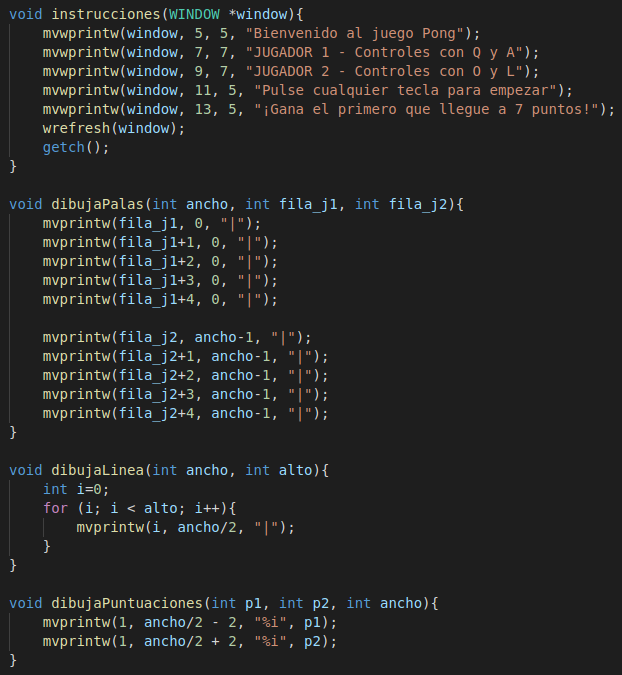 void instrucciones(WINDOW *window){
    mvwprintw(window, 5, 5, "Bienvenido al juego Pong");
    mvwprintw(window, 7, 7, "JUGADOR 1 - Controles con Q y A");
    mvwprintw(window, 9, 7, "JUGADOR 2 - Controles con O y L");
    mvwprintw(window, 11, 5, "Pulse cualquier tecla para empezar");
    mvwprintw(window, 13, 5, "¡Gana el primero que llegue a 7 puntos!");
    wrefresh(window);
    getch();
}

void dibujaPalas(int ancho, int fila_j1, int fila_j2){
    mvprintw(fila_j1, 0, "|");
    mvprintw(fila_j1+1, 0, "|");
    mvprintw(fila_j1+2, 0, "|");
    mvprintw(fila_j1+3, 0, "|");
    mvprintw(fila_j1+4, 0, "|");

    mvprintw(fila_j2, ancho-1, "|");
    mvprintw(fila_j2+1, ancho-1, "|");
    mvprintw(fila_j2+2, ancho-1, "|");
    mvprintw(fila_j2+3, ancho-1, "|");
    mvprintw(fila_j2+4, ancho-1, "|");
}

void dibujaLinea(int ancho, int alto){
    int i=0;
    for (i; i < alto; i++){
        mvprintw(i, ancho/2, "|");
    }
}

void dibujaPuntuaciones(int p1, int p2, int ancho){
    mvprintw(1, ancho/2 - 2, "%i", p1);
    mvprintw(1, ancho/2 + 2, "%i", p2);
}